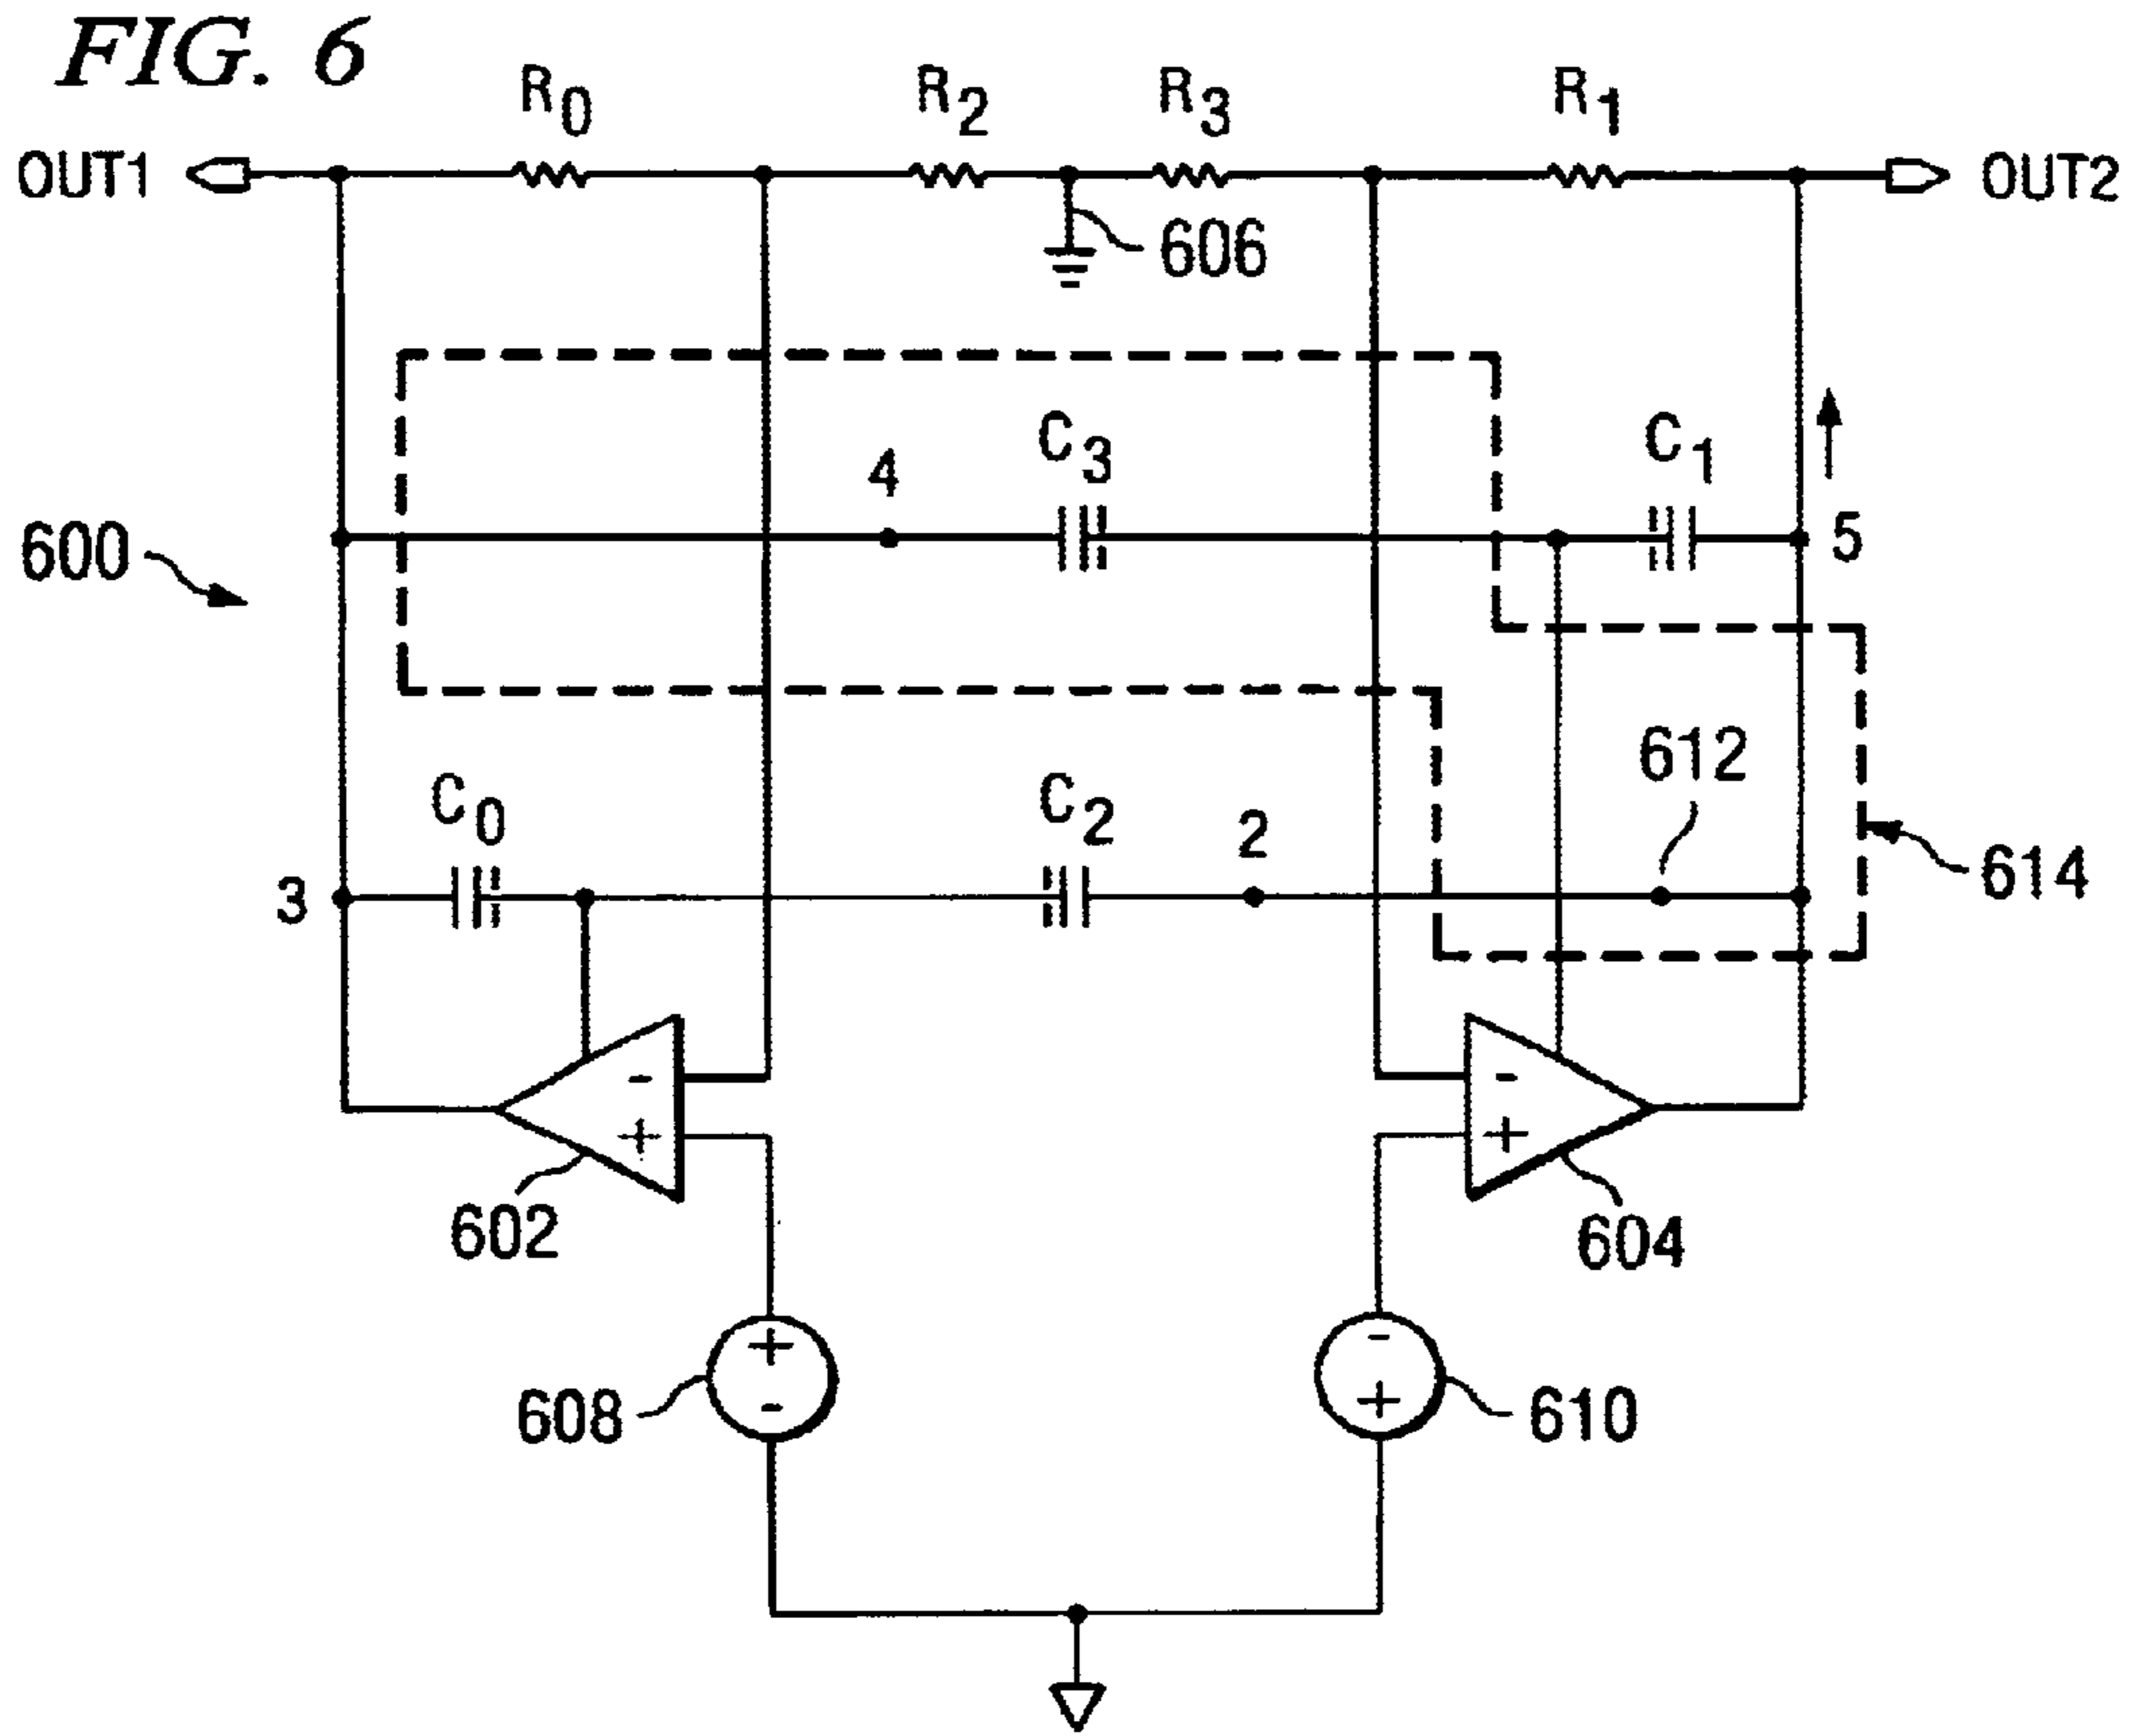 FIG. 6
R0 R2 R3 R1
OUT1 OUT2
606
C3 C1
4
600 5
612
C0 C2 2
3 614
- -
+ +
602 604
+ -
608 610
- +